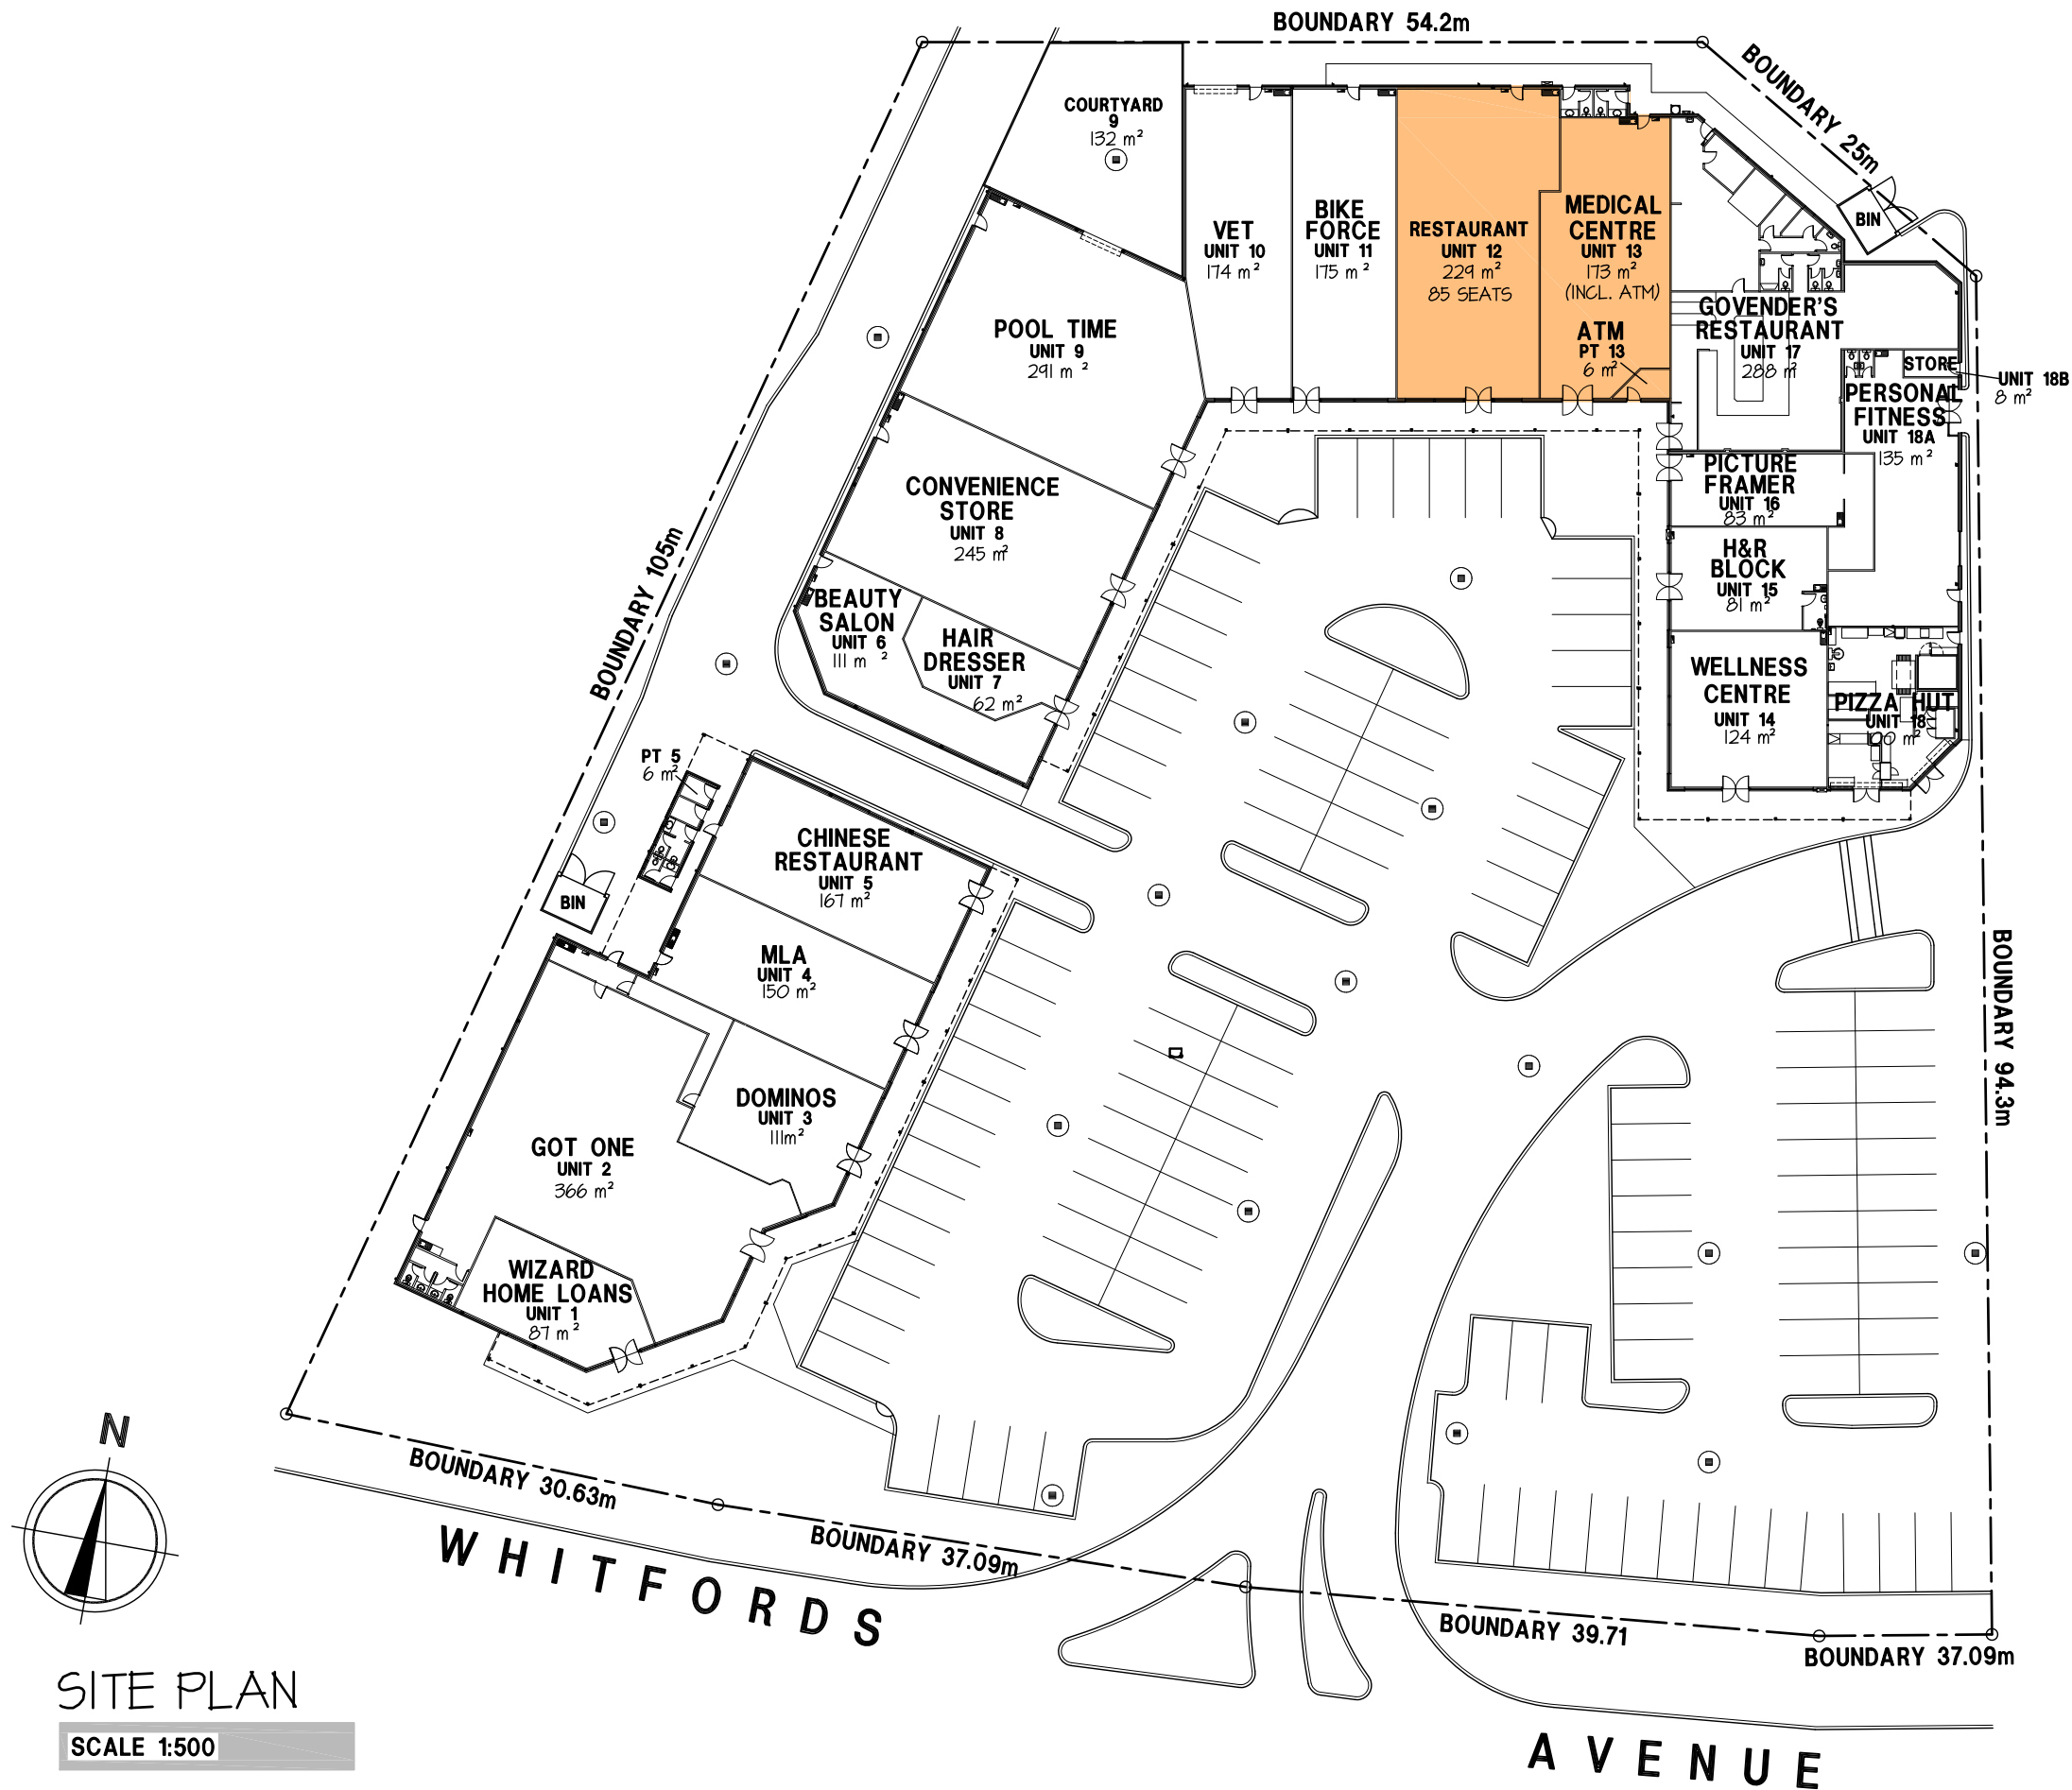 BOUNDARY 54.2m
BOUNDARY 25m
COURTYARD
9
132 m²
BIN
VET
UNIT 10
174 m²
BIKE
FORCE
UNIT 11
175 m²
RESTAURANT
UNIT 12
229 m²
85 SEATS
MEDICAL
CENTRE
UNIT 13
173 m²
(INCL. ATM)
ATM
PT 13
6 m²
GOVENDER'S
RESTAURANT
UNIT 17
288 m²
STORE
UNIT 18B
8 m²
PERSONAL
FITNESS
UNIT 18A
135 m²
POOL TIME
UNIT 9
291 m²
CONVENIENCE
STORE
UNIT 8
245 m²
PICTURE
FRAMER
UNIT 16
83 m²
H&R
BLOCK
UNIT 15
81 m²
BOUNDARY 105m
BEAUTY
SALON
UNIT 6
111 m²
HAIR
DRESSER
UNIT 7
62 m²
WELLNESS
CENTRE
UNIT 14
124 m²
PIZZA HUT
UNIT 18
100 m²
PT 5
6 m²
CHINESE
RESTAURANT
UNIT 5
167 m²
BIN
MLA
UNIT 4
150 m²
BOUNDARY 94.3m
DOMINOS
UNIT 3
111m²
GOT ONE
UNIT 2
366 m²
WIZARD
HOME LOANS
UNIT 1
87 m²
N
BOUNDARY 30.63m
BOUNDARY 37.09m
BOUNDARY 39.71
BOUNDARY 37.09m
WHITFORDS
AVENUE
SITE PLAN
SCALE 1:500